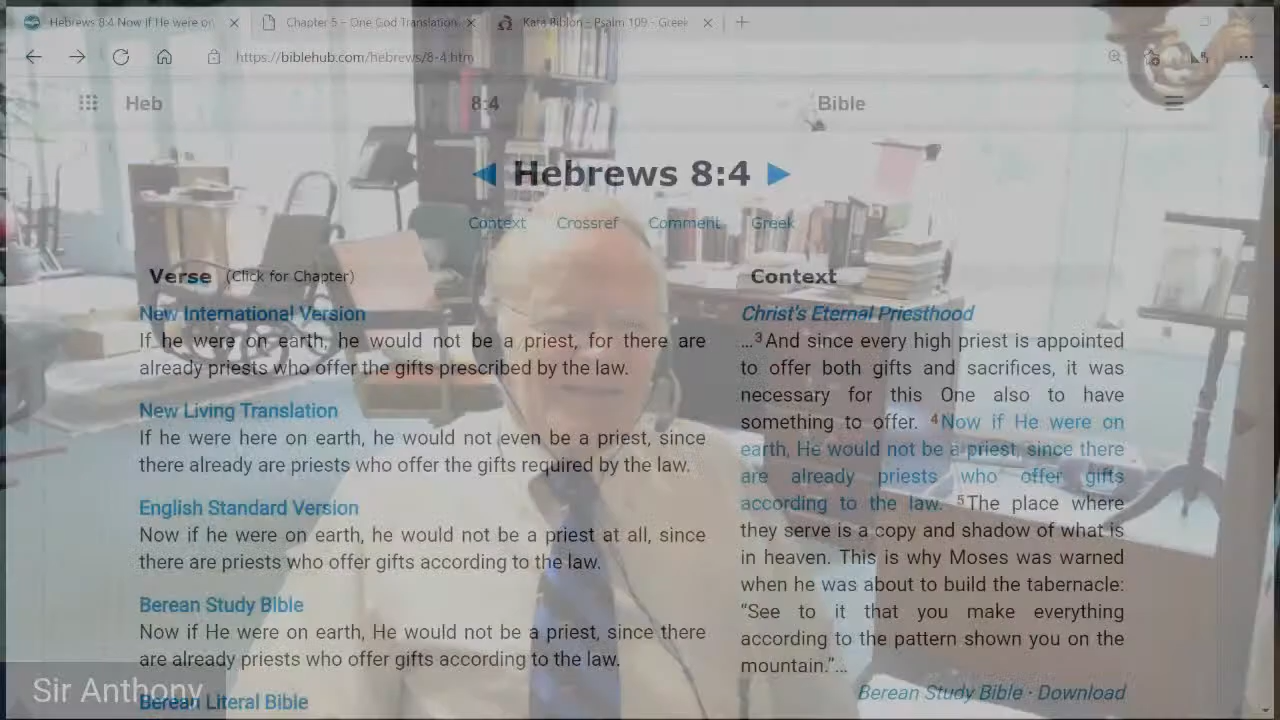 Hebrews 8:4 Now if He were on
Chapter 5 – One God Translation
Kata Biblon - Psalm 109 - Greek
https://biblehub.com/hebrews/8-4.htm
Heb
8:4
Bible
Hebrews 8:4
Context Crossref Comment Greek
Verse (Click for Chapter)
New International Version
If he were on earth, he would not be a priest, for there are
already priests who offer the gifts prescribed by the law.
New Living Translation
If he were here on earth, he would not even be a priest, since
there already are priests who offer the gifts required by the law.
English Standard Version
Now if he were on earth, he would not be a priest at all, since
there are priests who offer gifts according to the law.
Berean Study Bible
Now if He were on earth, He would not be a priest, since there
are already priests who offer gifts according to the law.
Berean Literal Bible
Context
Christ's Eternal Priesthood
…3And since every high priest is appointed
to offer both gifts and sacrifices, it was
necessary for this One also to have
something to offer. 4Now if He were on
earth, He would not be a priest, since there
are already priests who offer gifts
according to the law. 5The place where
they serve is a copy and shadow of what is
in heaven. This is why Moses was warned
when he was about to build the tabernacle:
“See to it that you make everything
according to the pattern shown you on the
mountain.”…
Berean Study Bible · Download
Sir Anthony